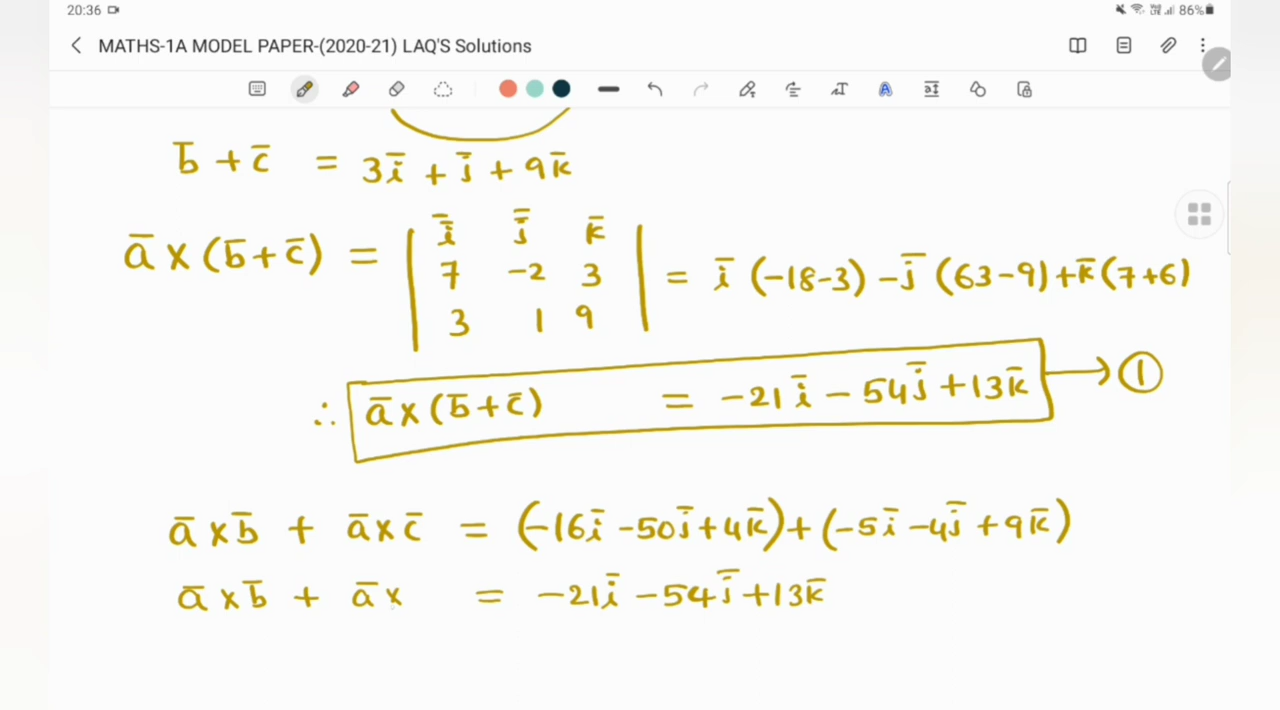 20:36 86%
MATHS-1A MODEL PAPER-(2020-21) LAQ'S Solutions
b̄ + c̄ = 3ī + j̄ + 9k̄
ā × (b̄ + c̄) = | ī j̄ k̄ | = ī (-18-3) - j̄ (63-9) + k̄ (7+6)
7 -2 3
3 1 9
∴ ā × (b̄ + c̄) = -21ī - 54j̄ + 13k̄ → ①
ā × b̄ + ā × c̄ = (-16ī - 50j̄ + 4k̄) + (-5ī - 4j̄ + 9k̄)
ā × b̄ + ā × = -21ī - 54j̄ + 13k̄